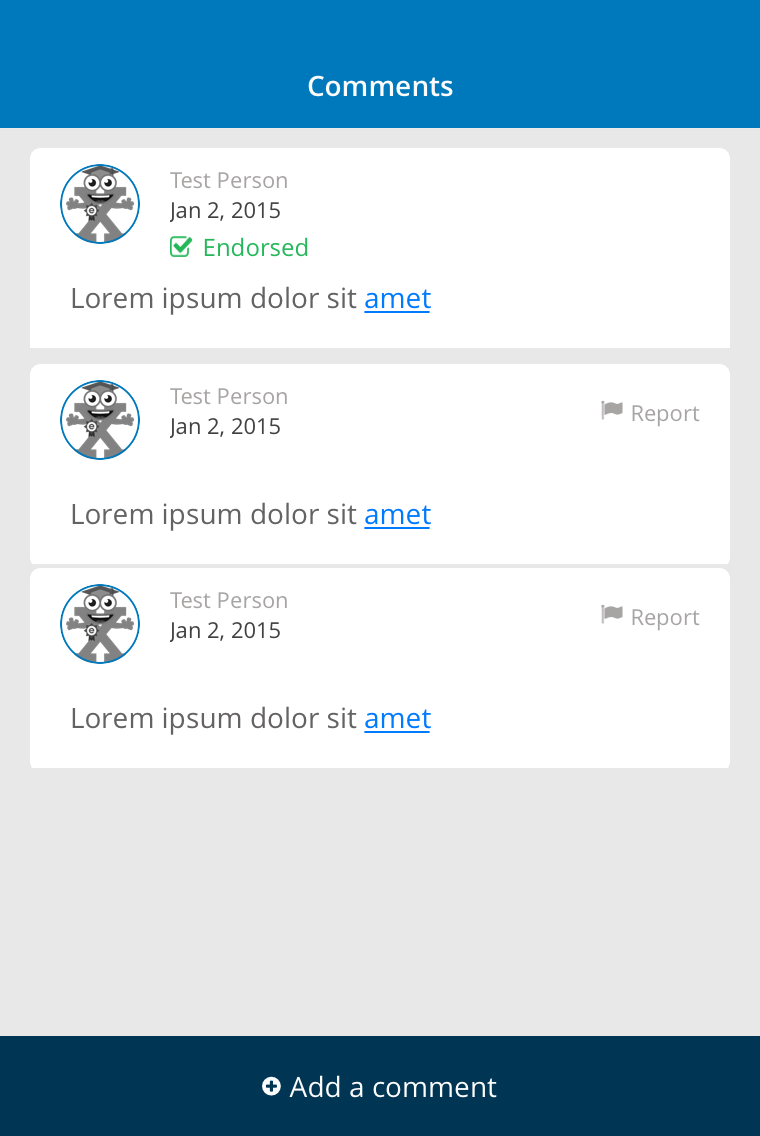 Comments
Test Person
Jan 2, 2015
Endorsed
Lorem ipsum dolor sit amet
Test Person
Jan 2, 2015
Report
Lorem ipsum dolor sit amet
Test Person
Jan 2, 2015
Report
Lorem ipsum dolor sit amet
Add a comment